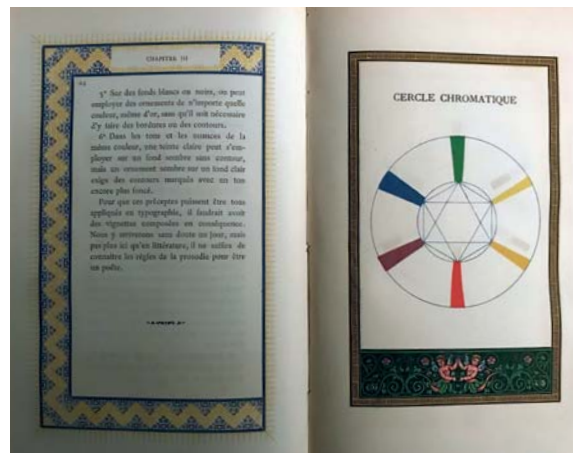 CHAPITRE III
24
5° Sur des fonds blancs ou noirs, on peut
employer des ornements de n'importe quelle
couleur, même d'or, sans qu'il soit nécessaire
d'y faire des bordures ou des contours.
6° Dans les tons et les nuances de la
même couleur, une teinte claire peut s'em-
ployer sur un fond sombre sans contour,
mais un ornement sombre sur un fond clair
exige des contours marqués avec un ton
encore plus foncé.
Pour que ces préceptes puissent être tous
appliqués en typographie, il faudrait avoir
des vignettes composées en conséquence.
Nous y arriverons sans doute un jour, mais
pas plus ici qu'en littérature, il ne suffira de
connaître les règles de la prosodie pour être
un poète.
CERCLE CHROMATIQUE